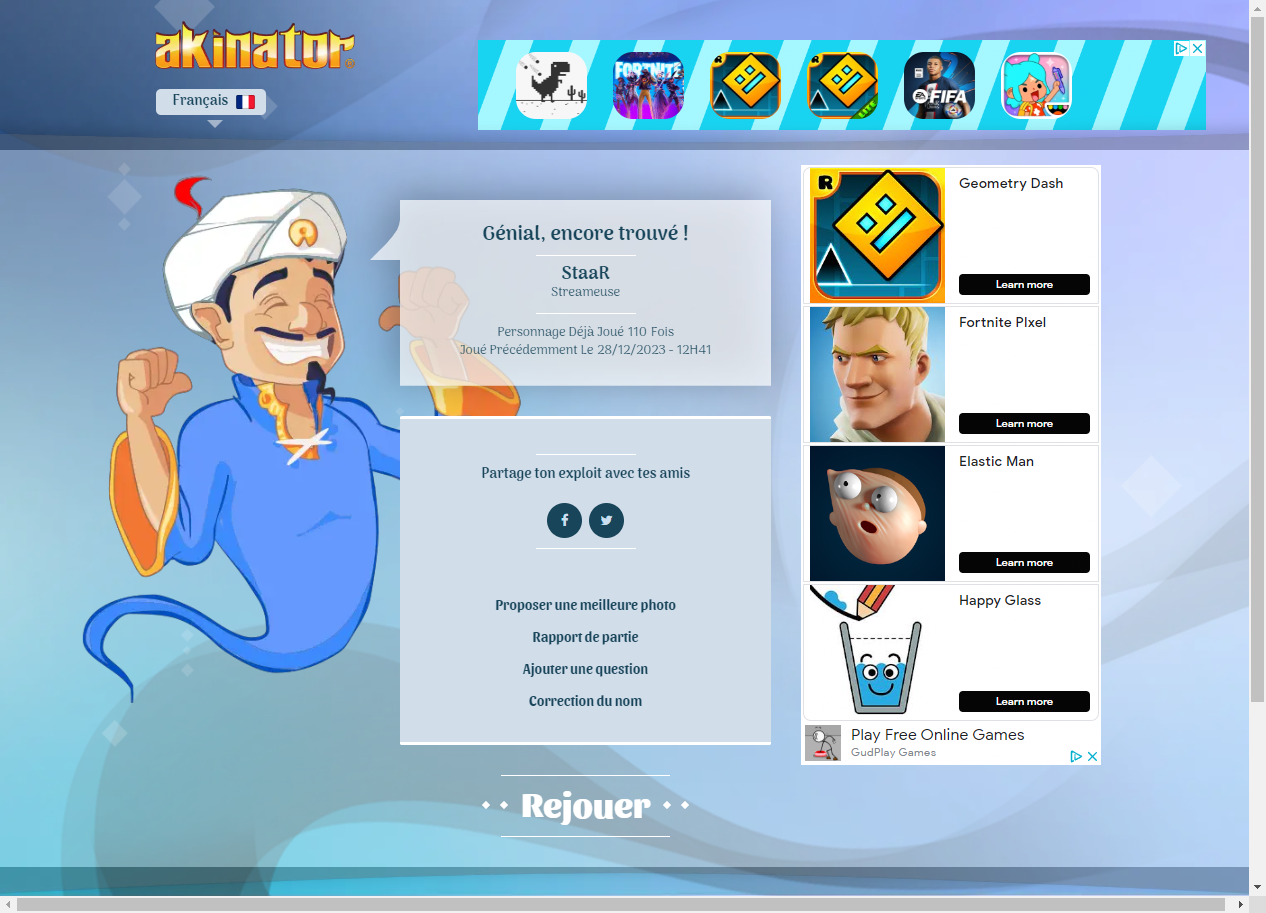 akinator
Français
FORTNITE
EA SPORTS FIFA
Génial, encore trouvé !
StaaR
Streameuse
Personnage Déjà Joué 110 Fois
Joué Précédemment Le 28/12/2023 - 12H41
Partage ton exploit avec tes amis
Proposer une meilleure photo
Rapport de partie
Ajouter une question
Correction du nom
Rejouer
R
Geometry Dash
Learn more
Fortnite PIxel
Learn more
Elastic Man
Learn more
Happy Glass
Learn more
Play Free Online Games
GudPlay Games